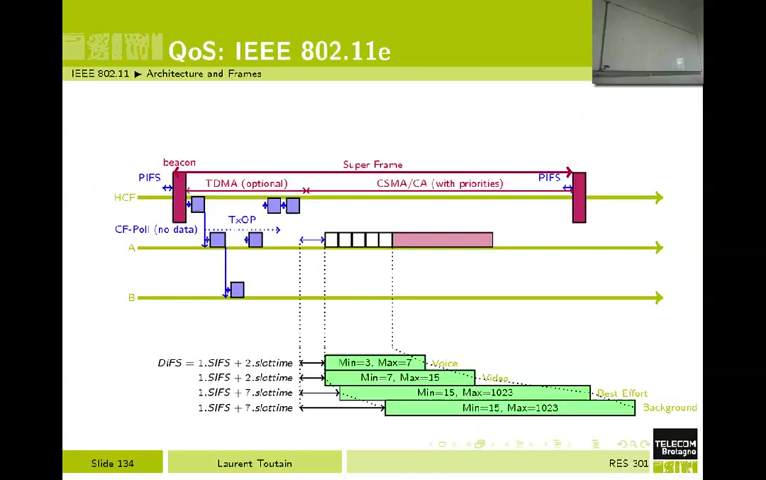 QoS: IEEE 802.11e
IEEE 802.11 ▶ Architecture and Frames
beacon
Super Frame
PIFS
TDMA (optional)
CSMA/CA (with priorities)
PIFS
HCF
TxOP
CF-Poll (no data)
A
B
DIFS = 1.SIFS + 2.slottime
Min=3, Max=7
Voice
1.SIFS + 2.slottime
Min=7, Max=15
Video
1.SIFS + 7.slottime
Min=15, Max=1023
Best Effort
1.SIFS + 7.slottime
Min=15, Max=1023
Background
TELECOM
Bretagne
Slide 134
Laurent Toutain
RES 301